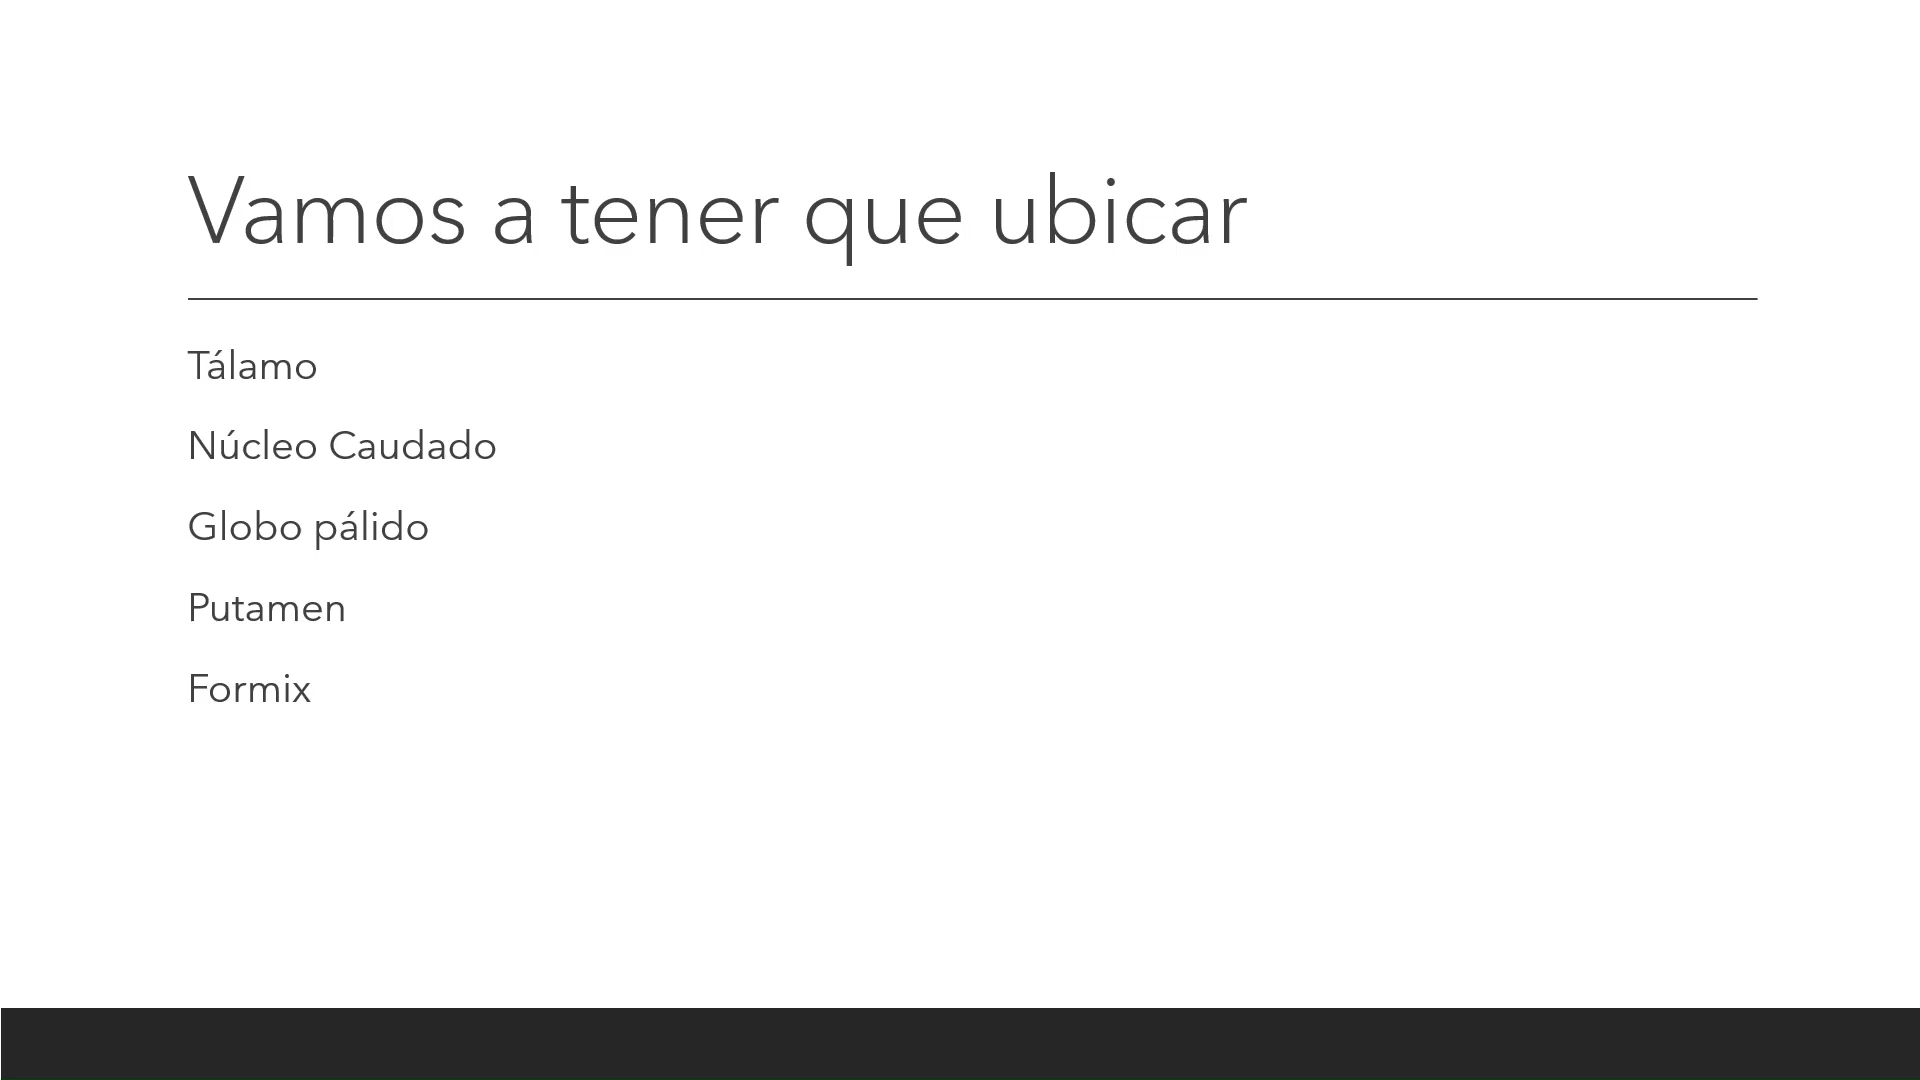 Vamos a tener que ubicar
Tálamo
Núcleo Caudado
Globo pálido
Putamen
Formix